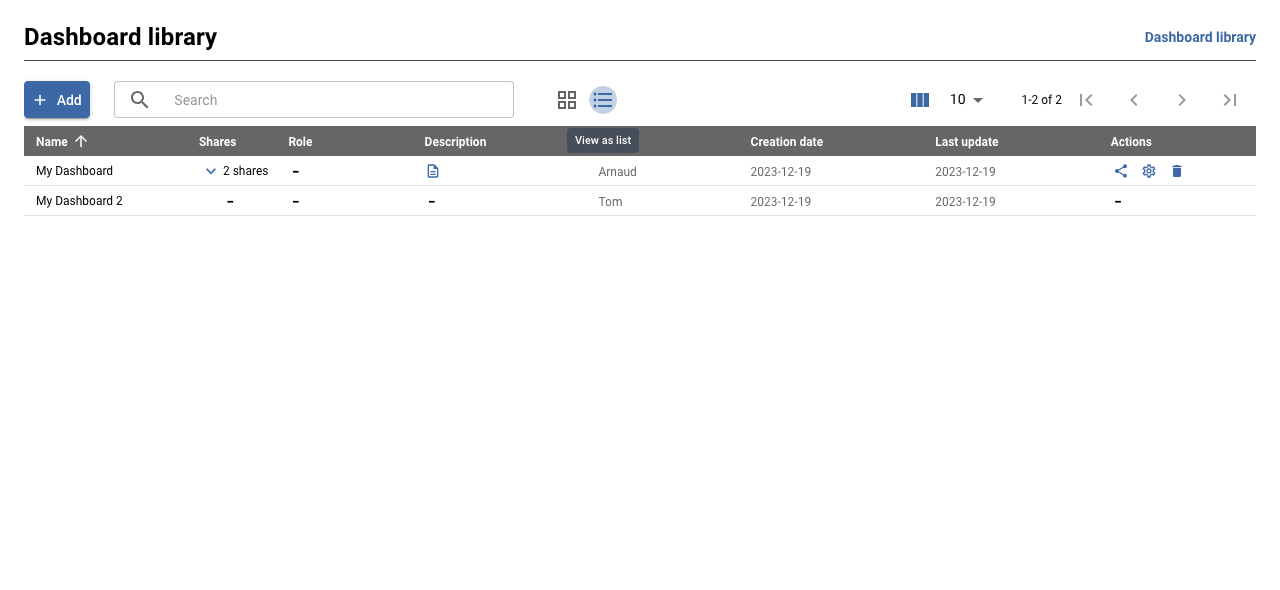 Dashboard library
Dashboard library
Add
Search
10
1-2 of 2
Name Shares Role Description Creation date Last update Actions
View as list
My Dashboard 2 shares - Arnaud 2023-12-19 2023-12-19
My Dashboard 2 - - - Tom 2023-12-19 2023-12-19 -